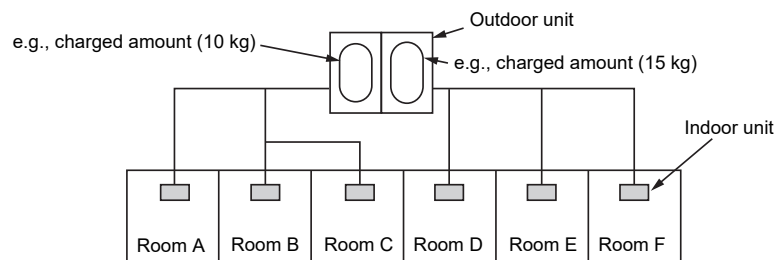 Outdoor unit
e.g., charged amount (10 kg)
e.g., charged amount (15 kg)
Indoor unit
Room A Room B Room C Room D Room E Room F